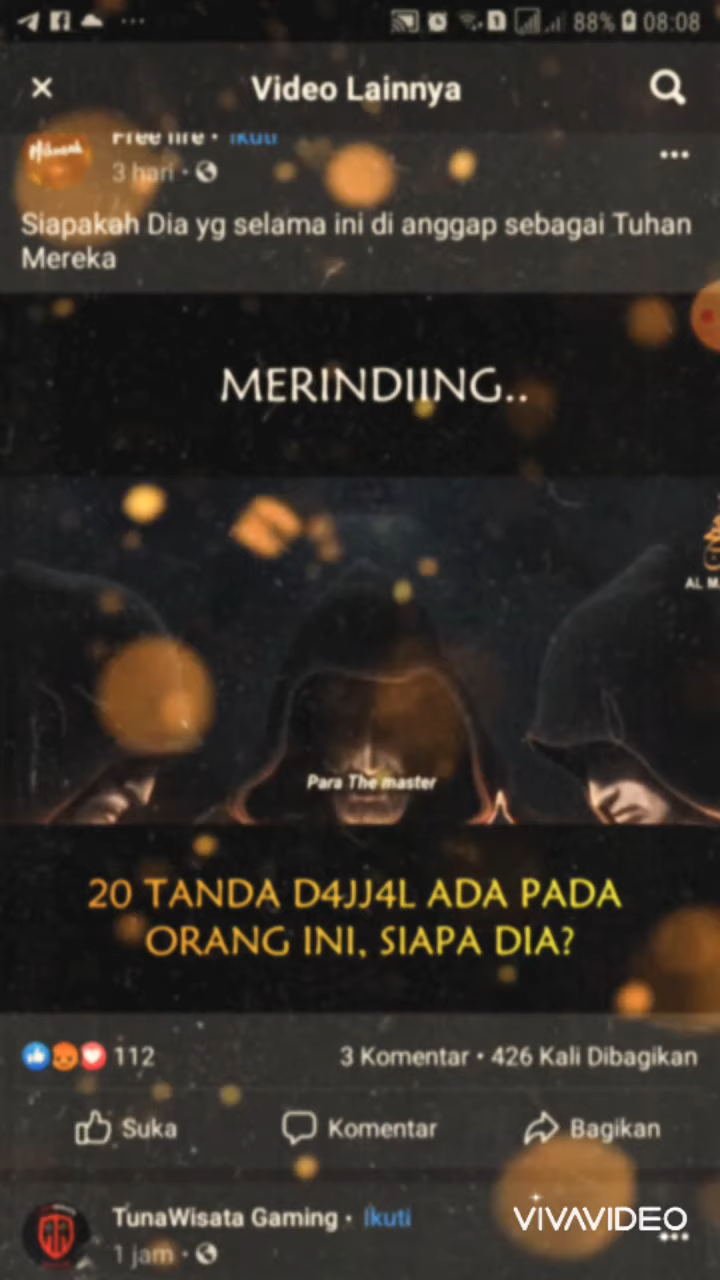 88% 08:08
Video Lainnya
Free fire · Ikuti
3 hari ·
Siapakah Dia yg selama ini di anggap sebagai Tuhan
Mereka
MERINDIING..
AL M
Para The master
20 TANDA D4JJ4L ADA PADA
ORANG INI, SIAPA DIA?
112
3 Komentar · 426 Kali Dibagikan
Suka
Komentar
Bagikan
TunaWisata Gaming · Ikuti
1 jam ·
VIVAVIDEO